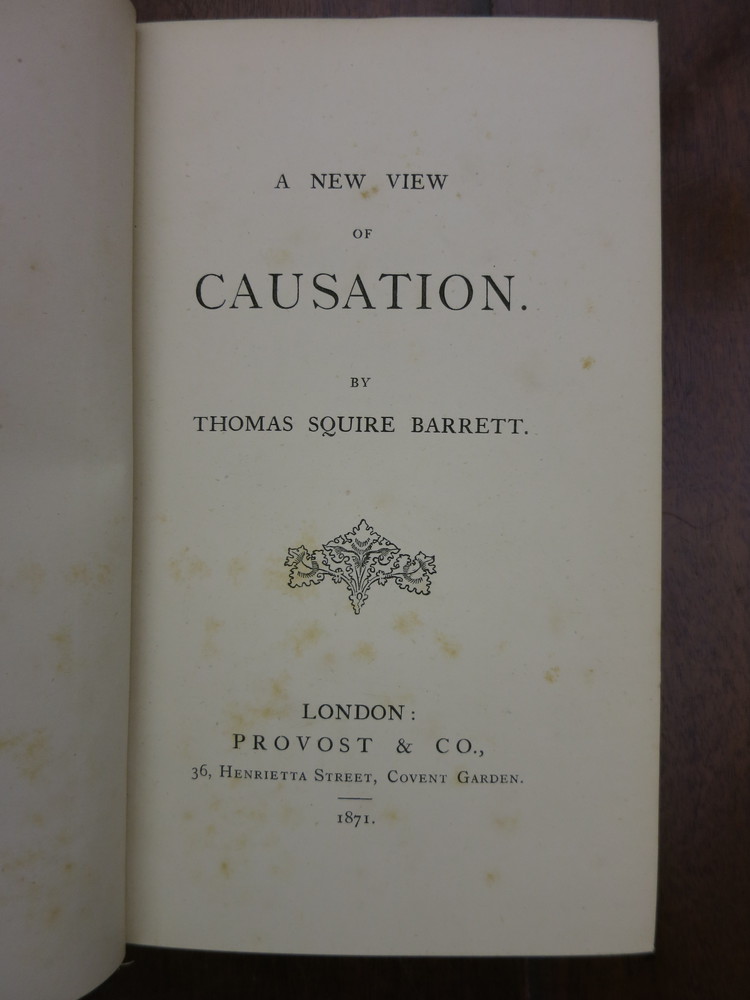 A NEW VIEW
OF
CAUSATION.
BY
THOMAS SQUIRE BARRETT.
LONDON:
PROVOST & CO.,
36, HENRIETTA STREET, COVENT GARDEN.
1871.